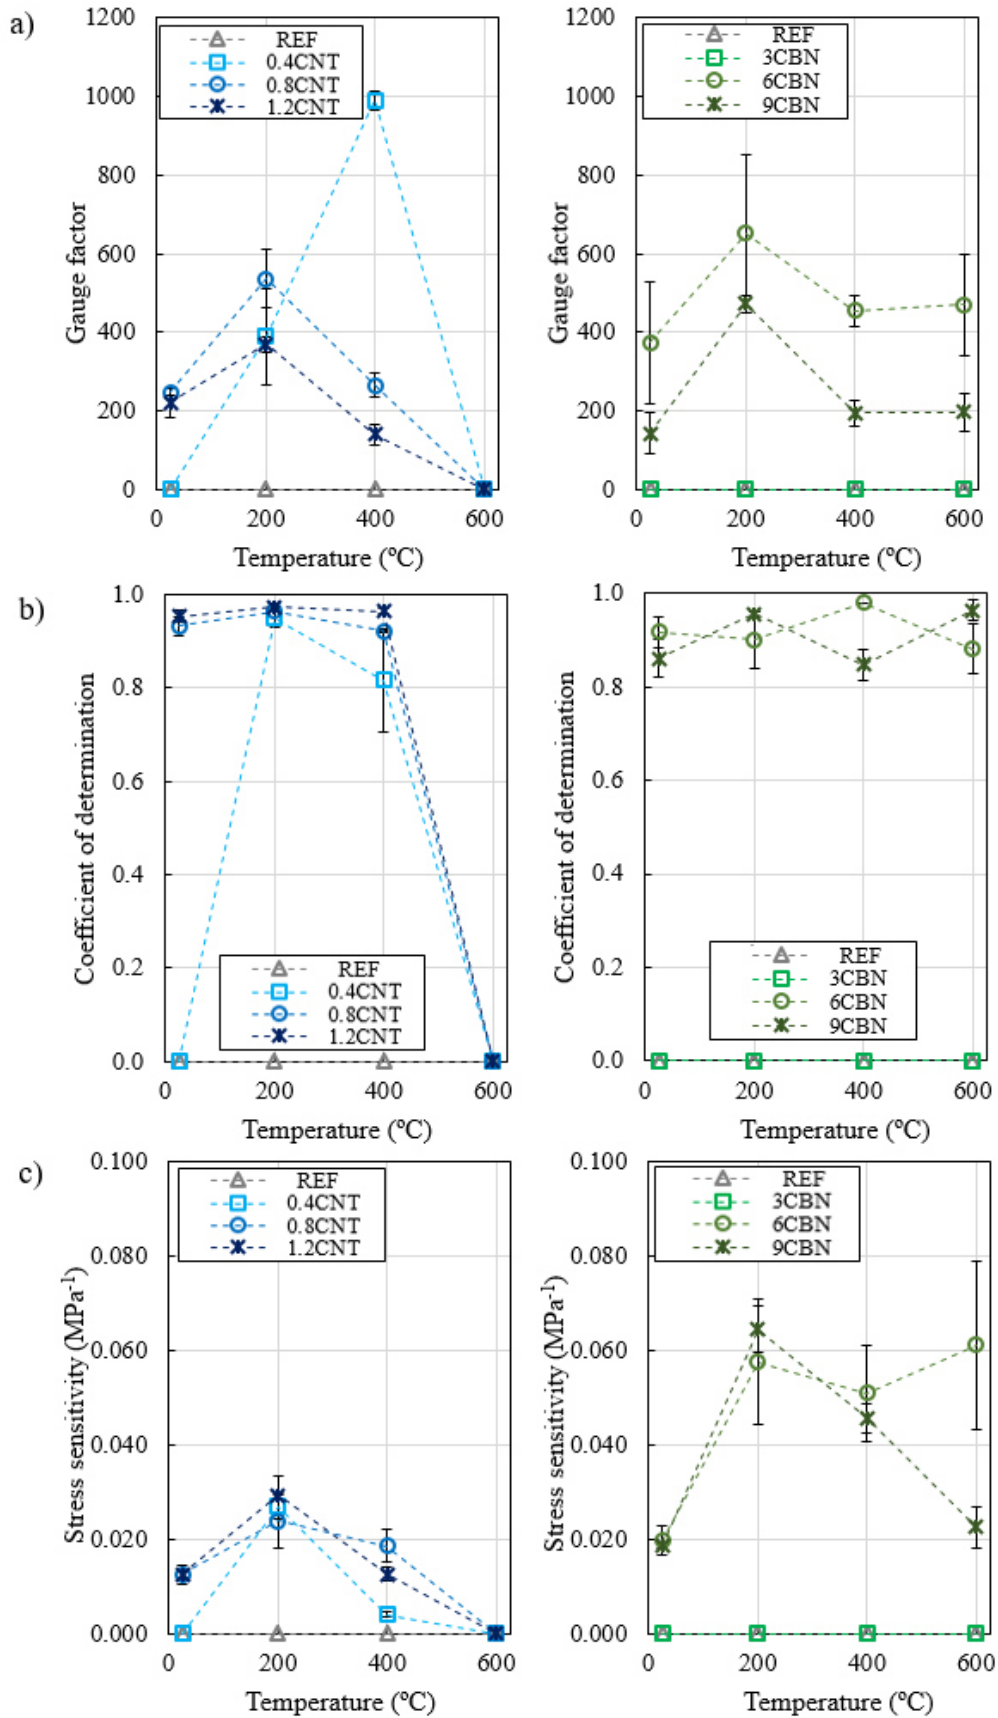 a)
1200
1000
800
600
400
200
0
Gauge factor
REF
0.4CNT
0.8CNT
1.2CNT
0 200 400 600
Temperature (ºC)
1200
1000
800
600
400
200
0
Gauge factor
REF
3CBN
6CBN
9CBN
0 200 400 600
Temperature (ºC)
b)
1.0
0.8
0.6
0.4
0.2
0.0
Coefficient of determination
REF
0.4CNT
0.8CNT
1.2CNT
0 200 400 600
Temperature (ºC)
1.0
0.8
0.6
0.4
0.2
0.0
Coefficient of determination
REF
3CBN
6CBN
9CBN
0 200 400 600
Temperature (ºC)
c)
0.100
0.080
0.060
0.040
0.020
0.000
Stress sensitivity (MPa⁻¹)
REF
0.4CNT
0.8CNT
1.2CNT
0 200 400 600
Temperature (ºC)
0.100
0.080
0.060
0.040
0.020
0.000
Stress sensitivity (MPa⁻¹)
REF
3CBN
6CBN
9CBN
0 200 400 600
Temperature (ºC)